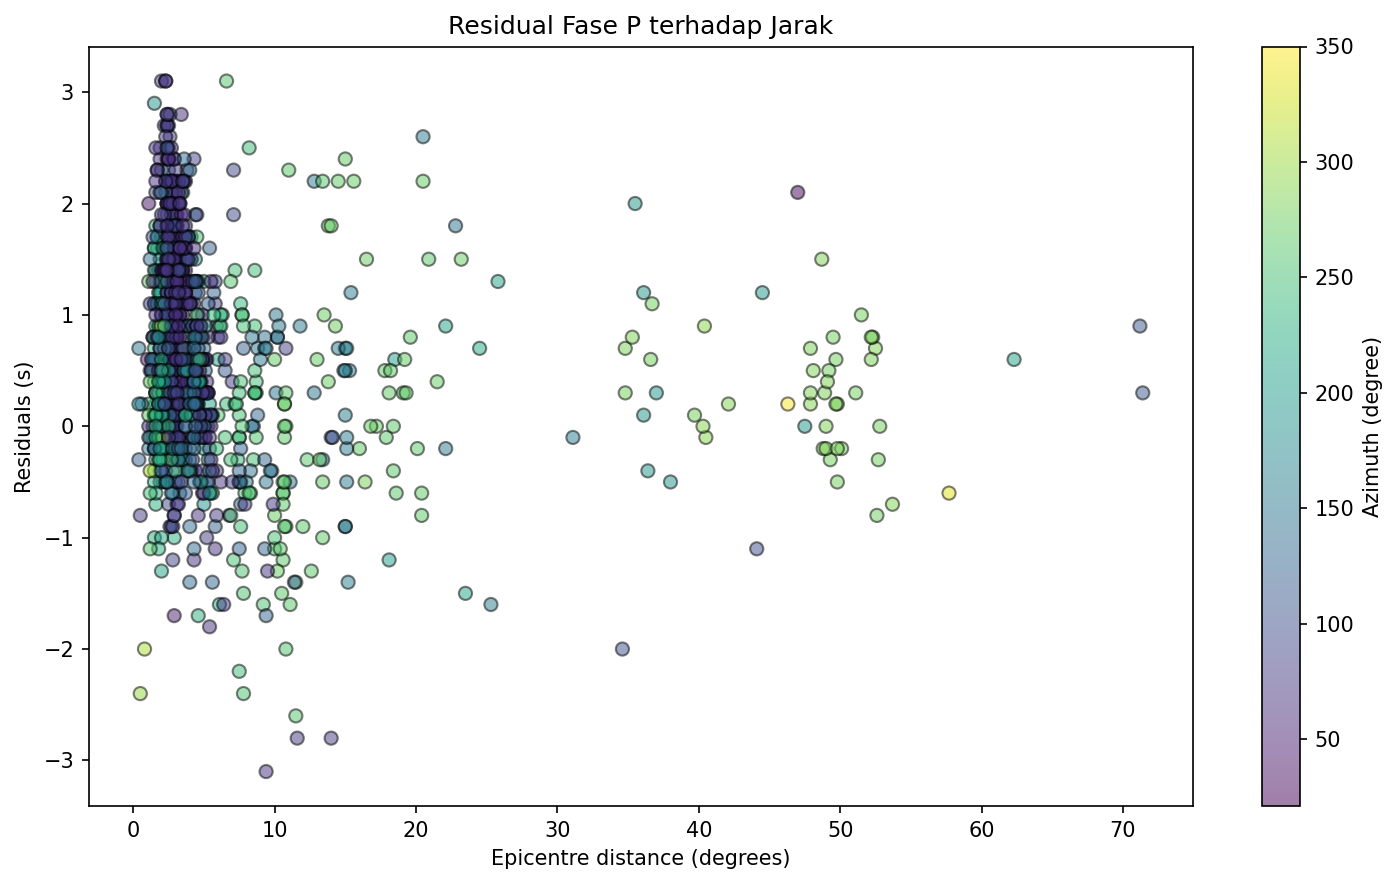 Residual Fase P terhadap Jarak
Residuals (s)
3
2
1
0
−1
−2
−3
0 10 20 30 40 50 60 70
Epicentre distance (degrees)
350
300
250
200
150
100
50
Azimuth (degree)